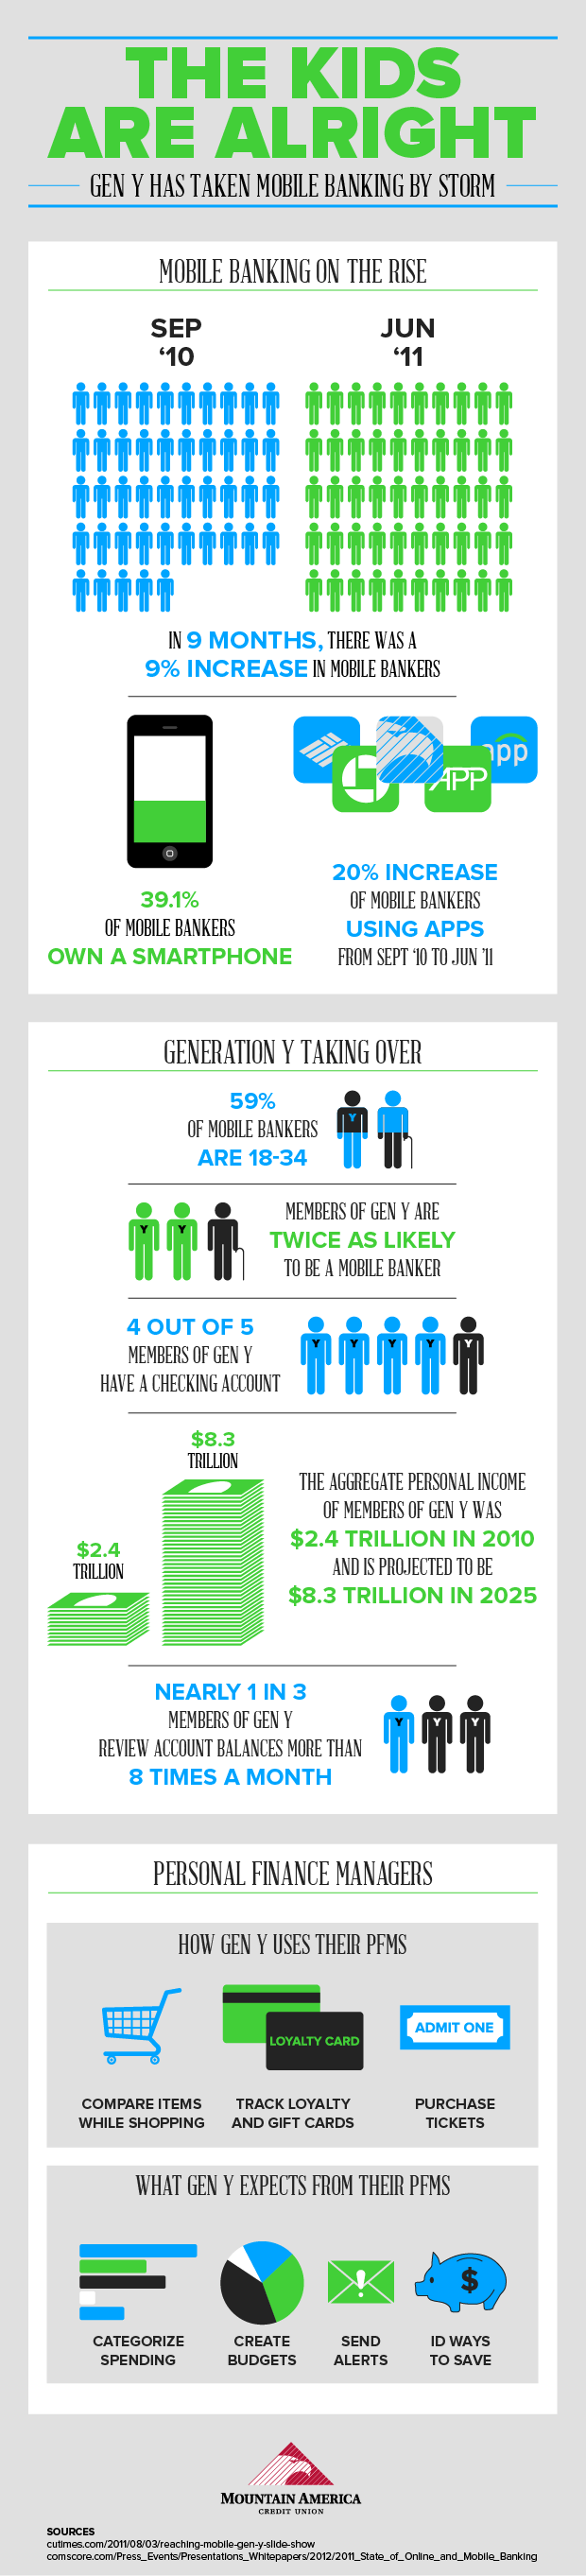 THE KIDS
ARE ALRIGHT
GEN Y HAS TAKEN MOBILE BANKING BY STORM
MOBILE BANKING ON THE RISE
SEP
‘10
JUN
‘11
IN 9 MONTHS, THERE WAS A
9% INCREASE IN MOBILE BANKERS
app
APP
39.1%
OF MOBILE BANKERS
OWN A SMARTPHONE
20% INCREASE
OF MOBILE BANKERS
USING APPS
FROM SEPT ‘10 TO JUN ’11
GENERATION Y TAKING OVER
59%
OF MOBILE BANKERS
ARE 18-34
Y
Y
Y
MEMBERS OF GEN Y ARE
TWICE AS LIKELY
TO BE A MOBILE BANKER
4 OUT OF 5
MEMBERS OF GEN Y
HAVE A CHECKING ACCOUNT
Y Y Y Y Y
$8.3
TRILLION
$2.4
TRILLION
THE AGGREGATE PERSONAL INCOME
OF MEMBERS OF GEN Y WAS
$2.4 TRILLION IN 2010
AND IS PROJECTED TO BE
$8.3 TRILLION IN 2025
NEARLY 1 IN 3
MEMBERS OF GEN Y
REVIEW ACCOUNT BALANCES MORE THAN
8 TIMES A MONTH
Y Y Y
PERSONAL FINANCE MANAGERS
HOW GEN Y USES THEIR PFMS
LOYALTY CARD
ADMIT ONE
COMPARE ITEMS
WHILE SHOPPING
TRACK LOYALTY
AND GIFT CARDS
PURCHASE
TICKETS
WHAT GEN Y EXPECTS FROM THEIR PFMS
!
$
CATEGORIZE
SPENDING
CREATE
BUDGETS
SEND
ALERTS
ID WAYS
TO SAVE
MOUNTAIN AMERICA
CREDIT UNION
SOURCES
cutimes.com/2011/08/03/reaching-mobile-gen-y-slide-show
comscore.com/Press_Events/Presentations_Whitepapers/2012/2011_State_of_Online_and_Mobile_Banking